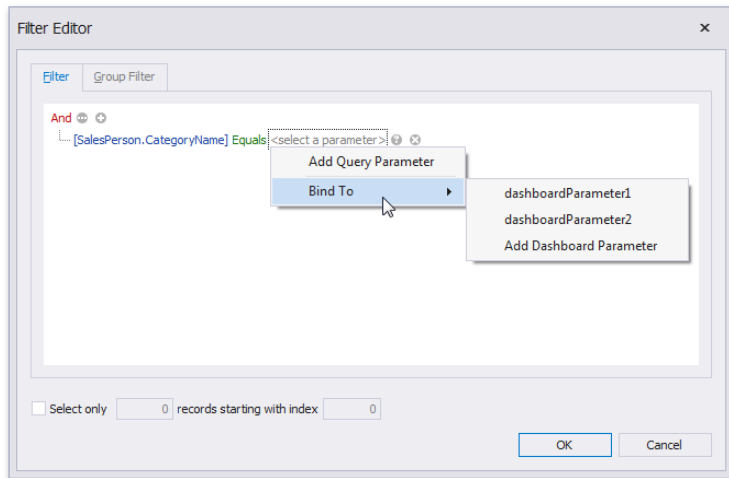 Filter Editor
Filter
Group Filter
And
[SalesPerson.CategoryName] Equals <select a parameter>
Add Query Parameter
Bind To
dashboardParameter1
dashboardParameter2
Add Dashboard Parameter
Select only 0 records starting with index 0
OK
Cancel